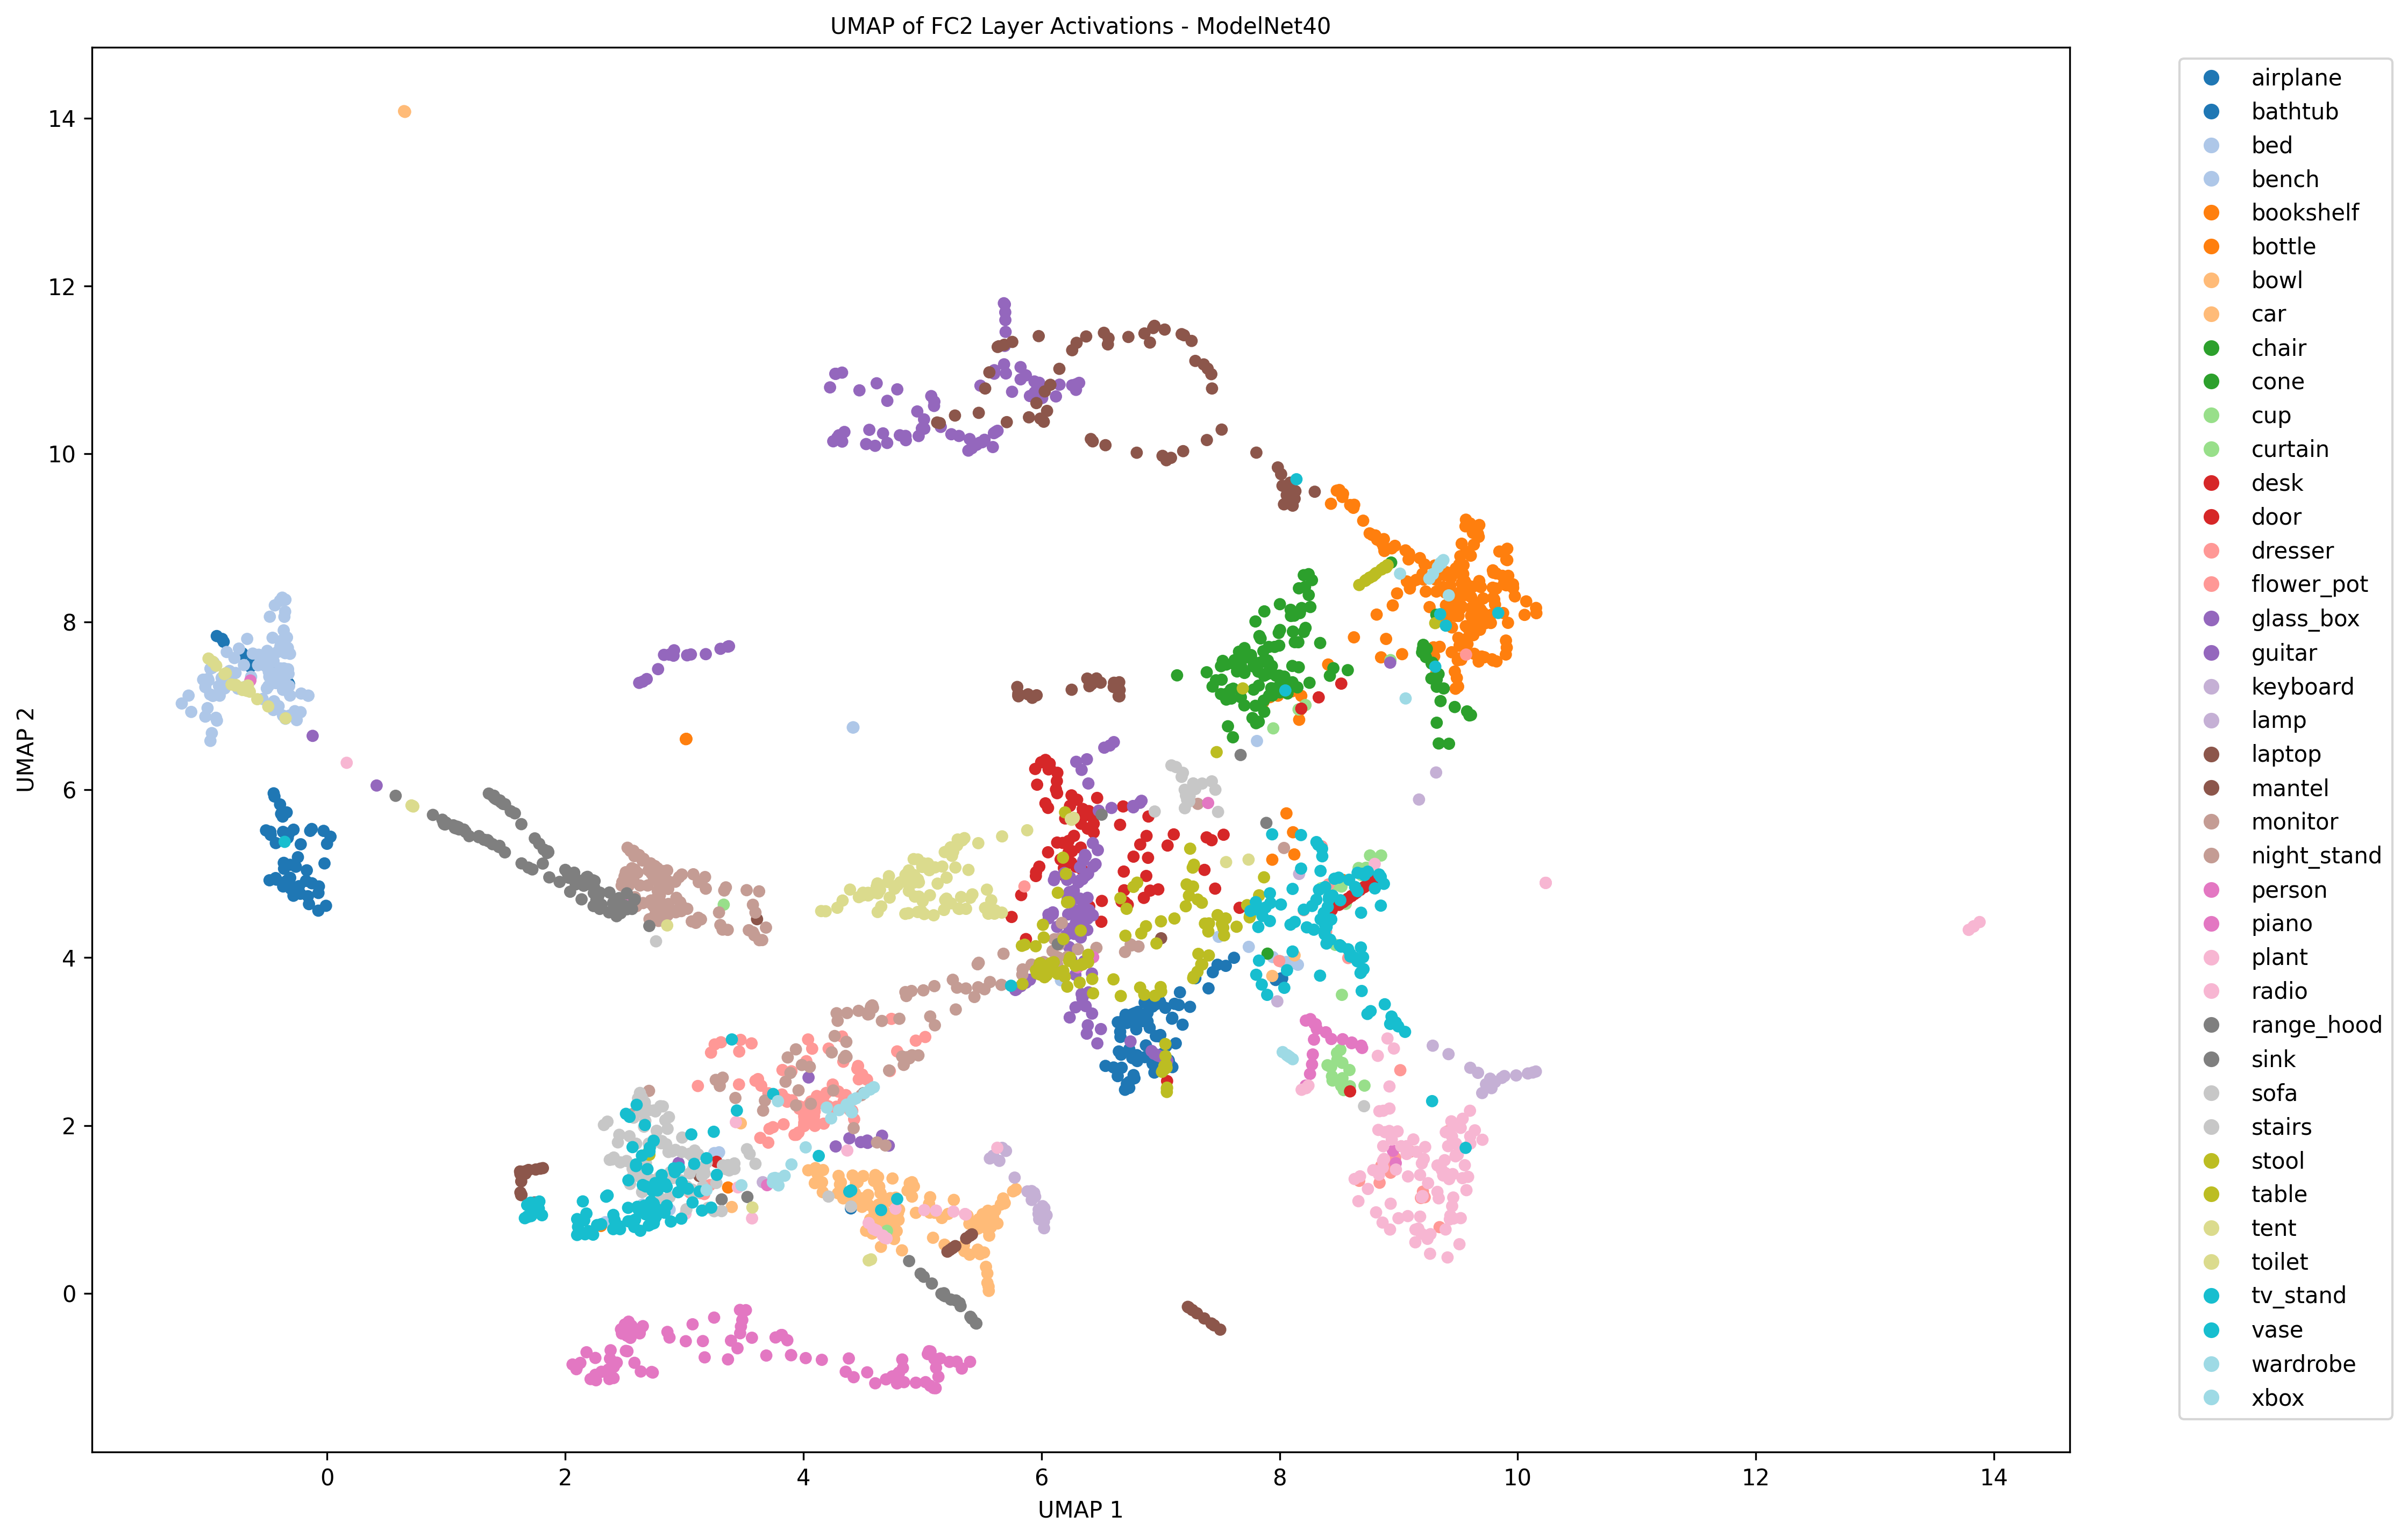 UMAP of FC2 Layer Activations - ModelNet40
14
12
10
8
6
4
2
0
UMAP 2
0 2 4 6 8 10 12 14
UMAP 1
airplane
bathtub
bed
bench
bookshelf
bottle
bowl
car
chair
cone
cup
curtain
desk
door
dresser
flower_pot
glass_box
guitar
keyboard
lamp
laptop
mantel
monitor
night_stand
person
piano
plant
radio
range_hood
sink
sofa
stairs
stool
table
tent
toilet
tv_stand
vase
wardrobe
xbox